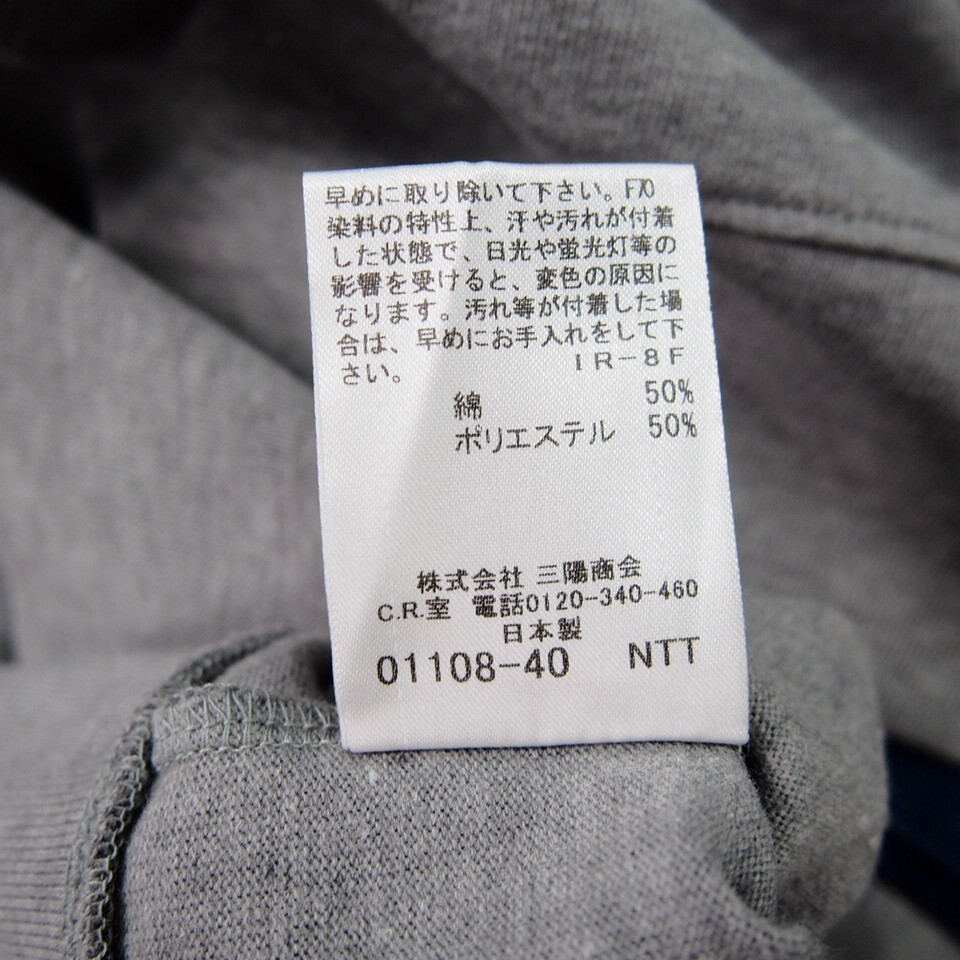 早めに取り除いて下さい。F70
染料の特性上、汗や汚れが付着
した状態で、日光や蛍光灯等の
影響を受けると、変色の原因に
なります。汚れ等が付着した場
合は、早めにお手入れをして下
さい。 IR-8F
綿 50%
ポリエステル 50%
株式会社 三陽商会
C.R.室 電話0120-340-460
日本製
01108-40 NTT